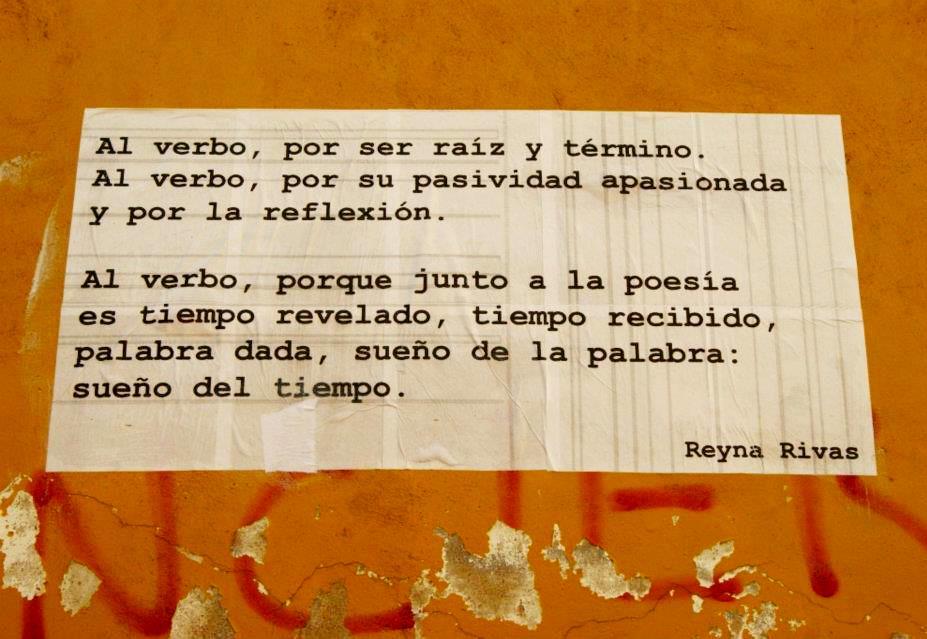 Al verbo, por ser raíz y término.
Al verbo, por su pasividad apasionada
y por la reflexión.
Al verbo, porque junto a la poesía
es tiempo revelado, tiempo recibido,
palabra dada, sueño de la palabra:
sueño del tiempo.
Reyna Rivas